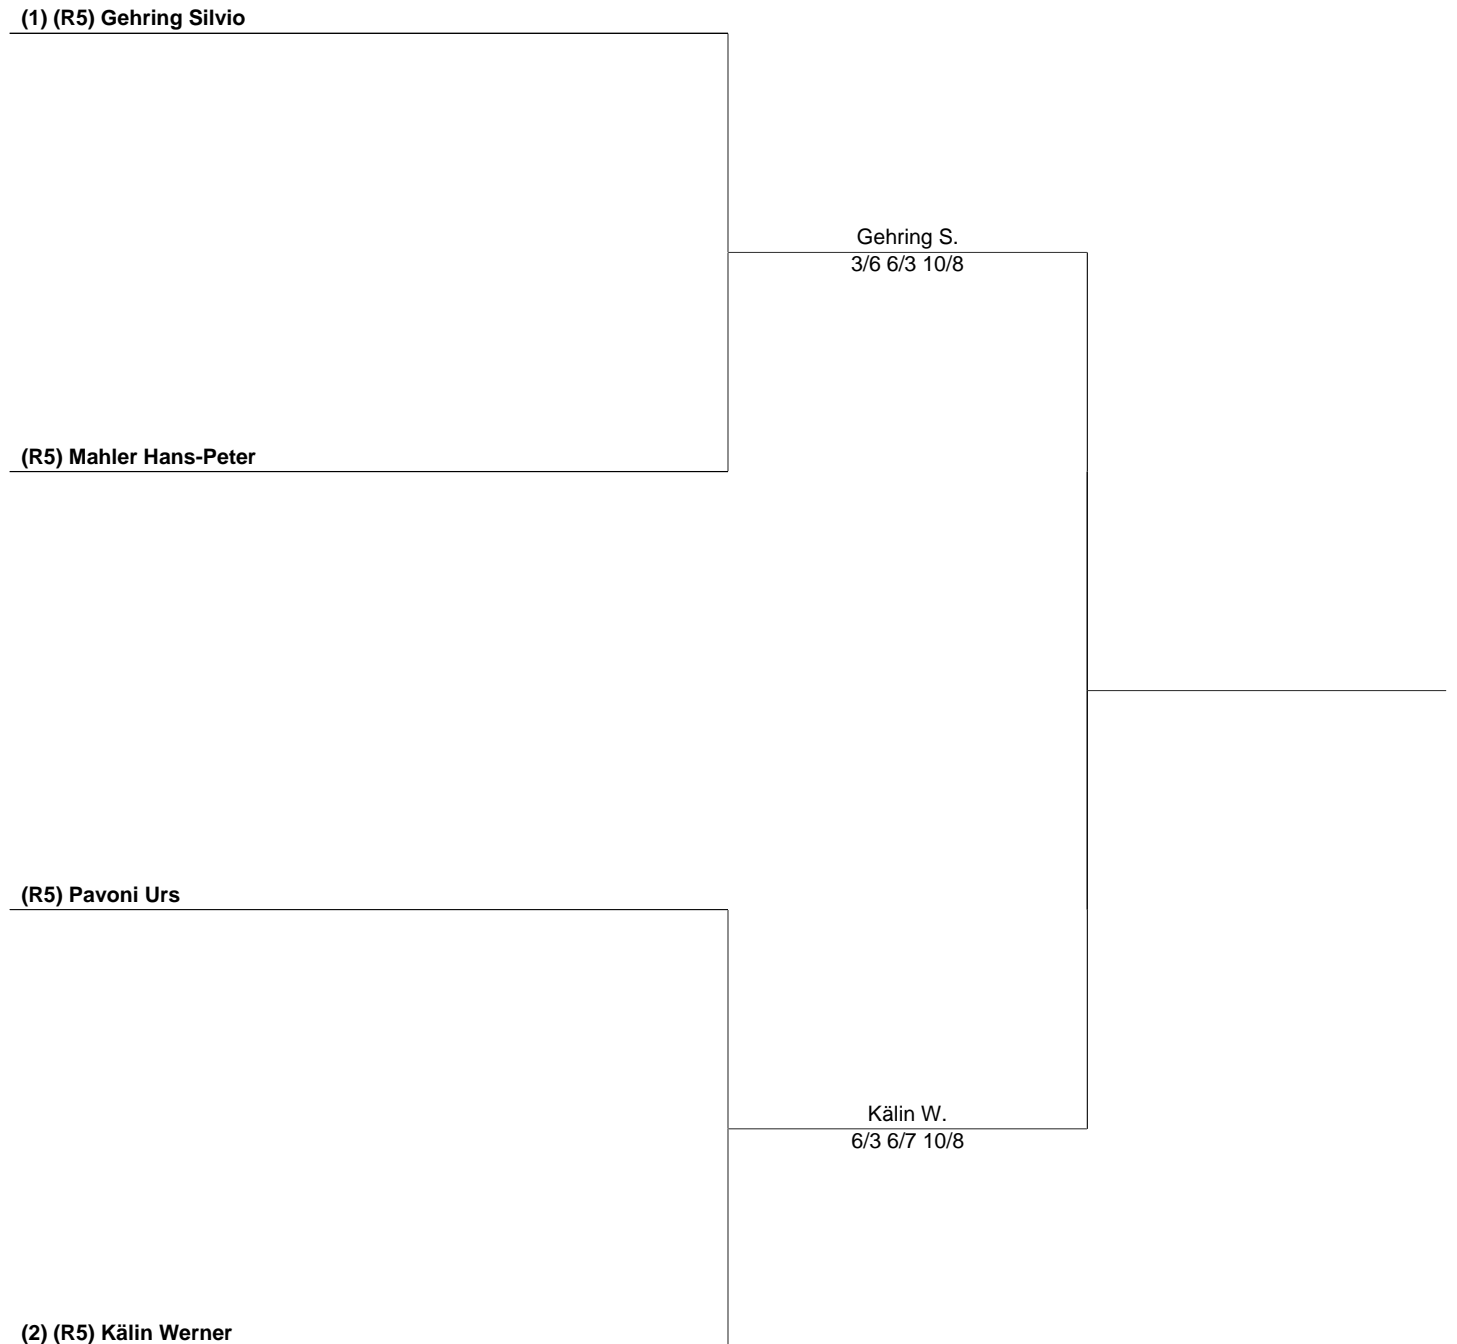 (1) (R5) Gehring Silvio
Gehring S.
3/6 6/3 10/8
(R5) Mahler Hans-Peter
(R5) Pavoni Urs
Kälin W.
6/3 6/7 10/8
(2) (R5) Kälin Werner